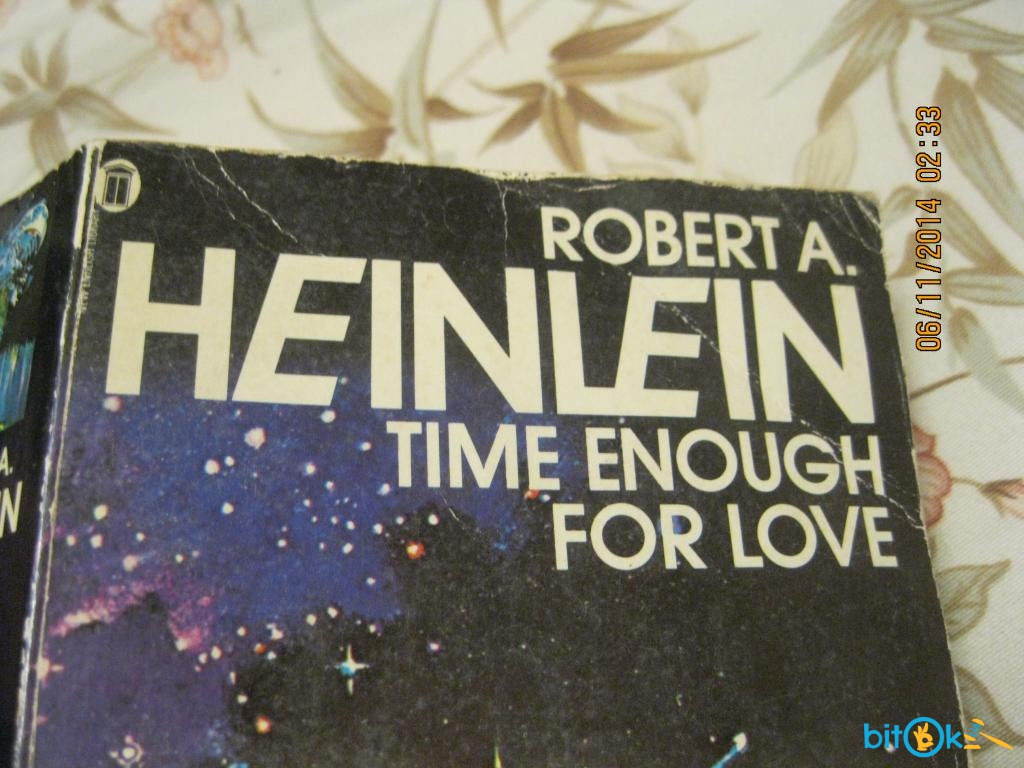 ROBERT A.
HEINLEIN
TIME ENOUGH
FOR LOVE
A.
06/11/2014 02:33
bitOk